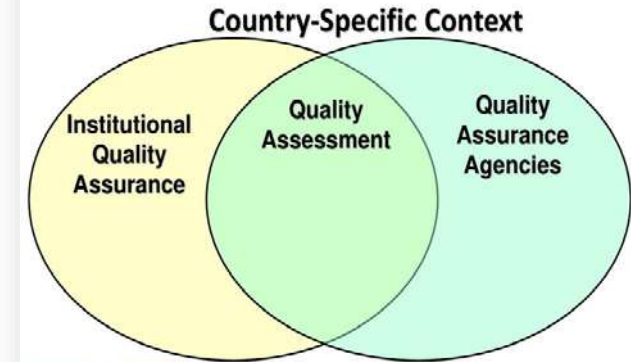 Country-Specific Context
Institutional
Quality
Assurance
Quality
Assessment
Quality
Assurance
Agencies